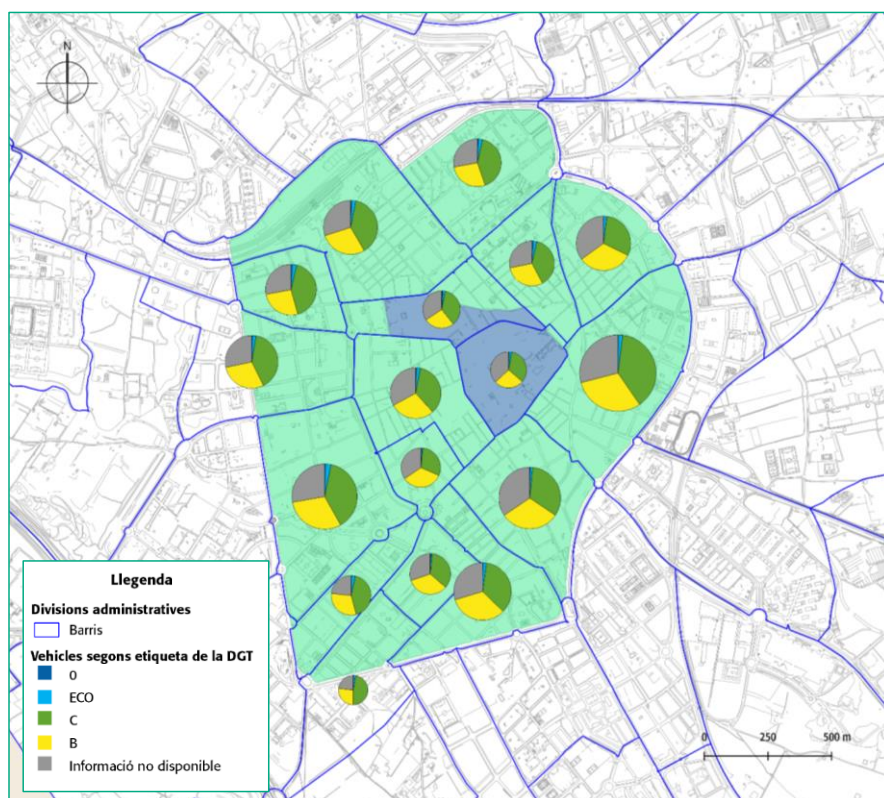 N
Llegenda
Divisions administratives
Barris
Vehicles segons etiqueta de la DGT
0
ECO
C
B
Informació no disponible
0 250 500 m